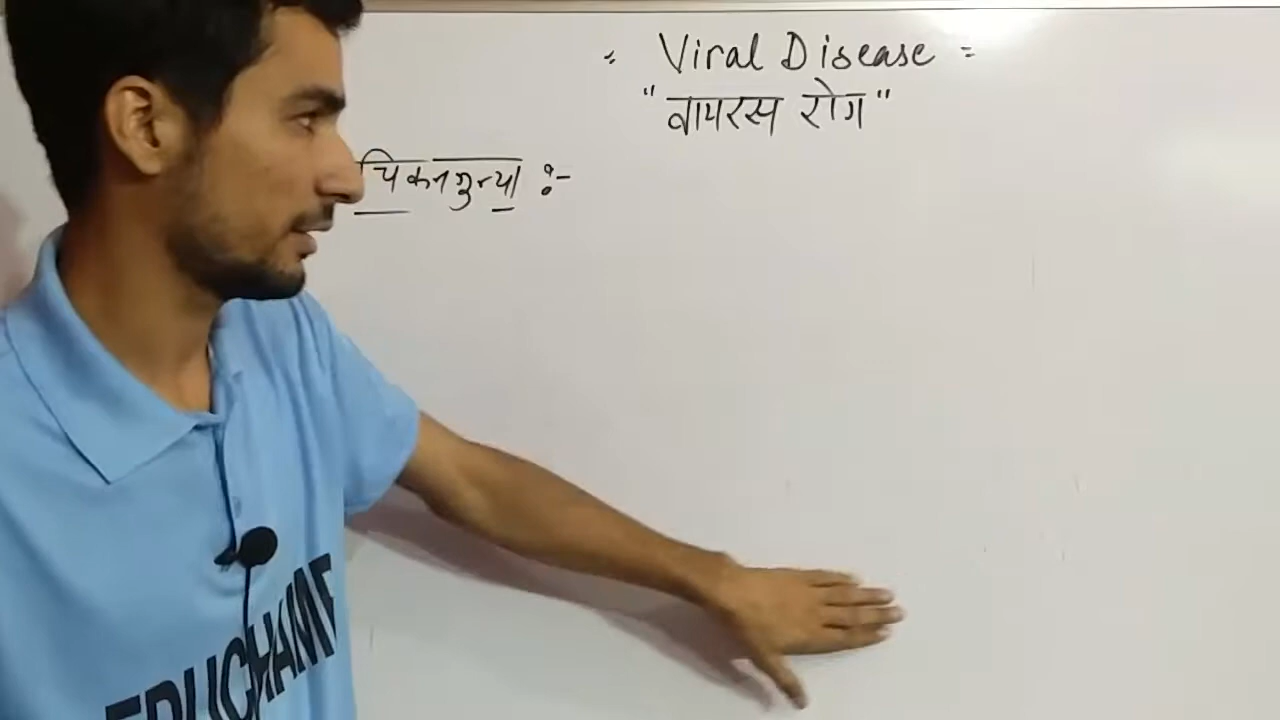 = Viral Disease =
"वायरस रोग"
चिकनगुन्या :-